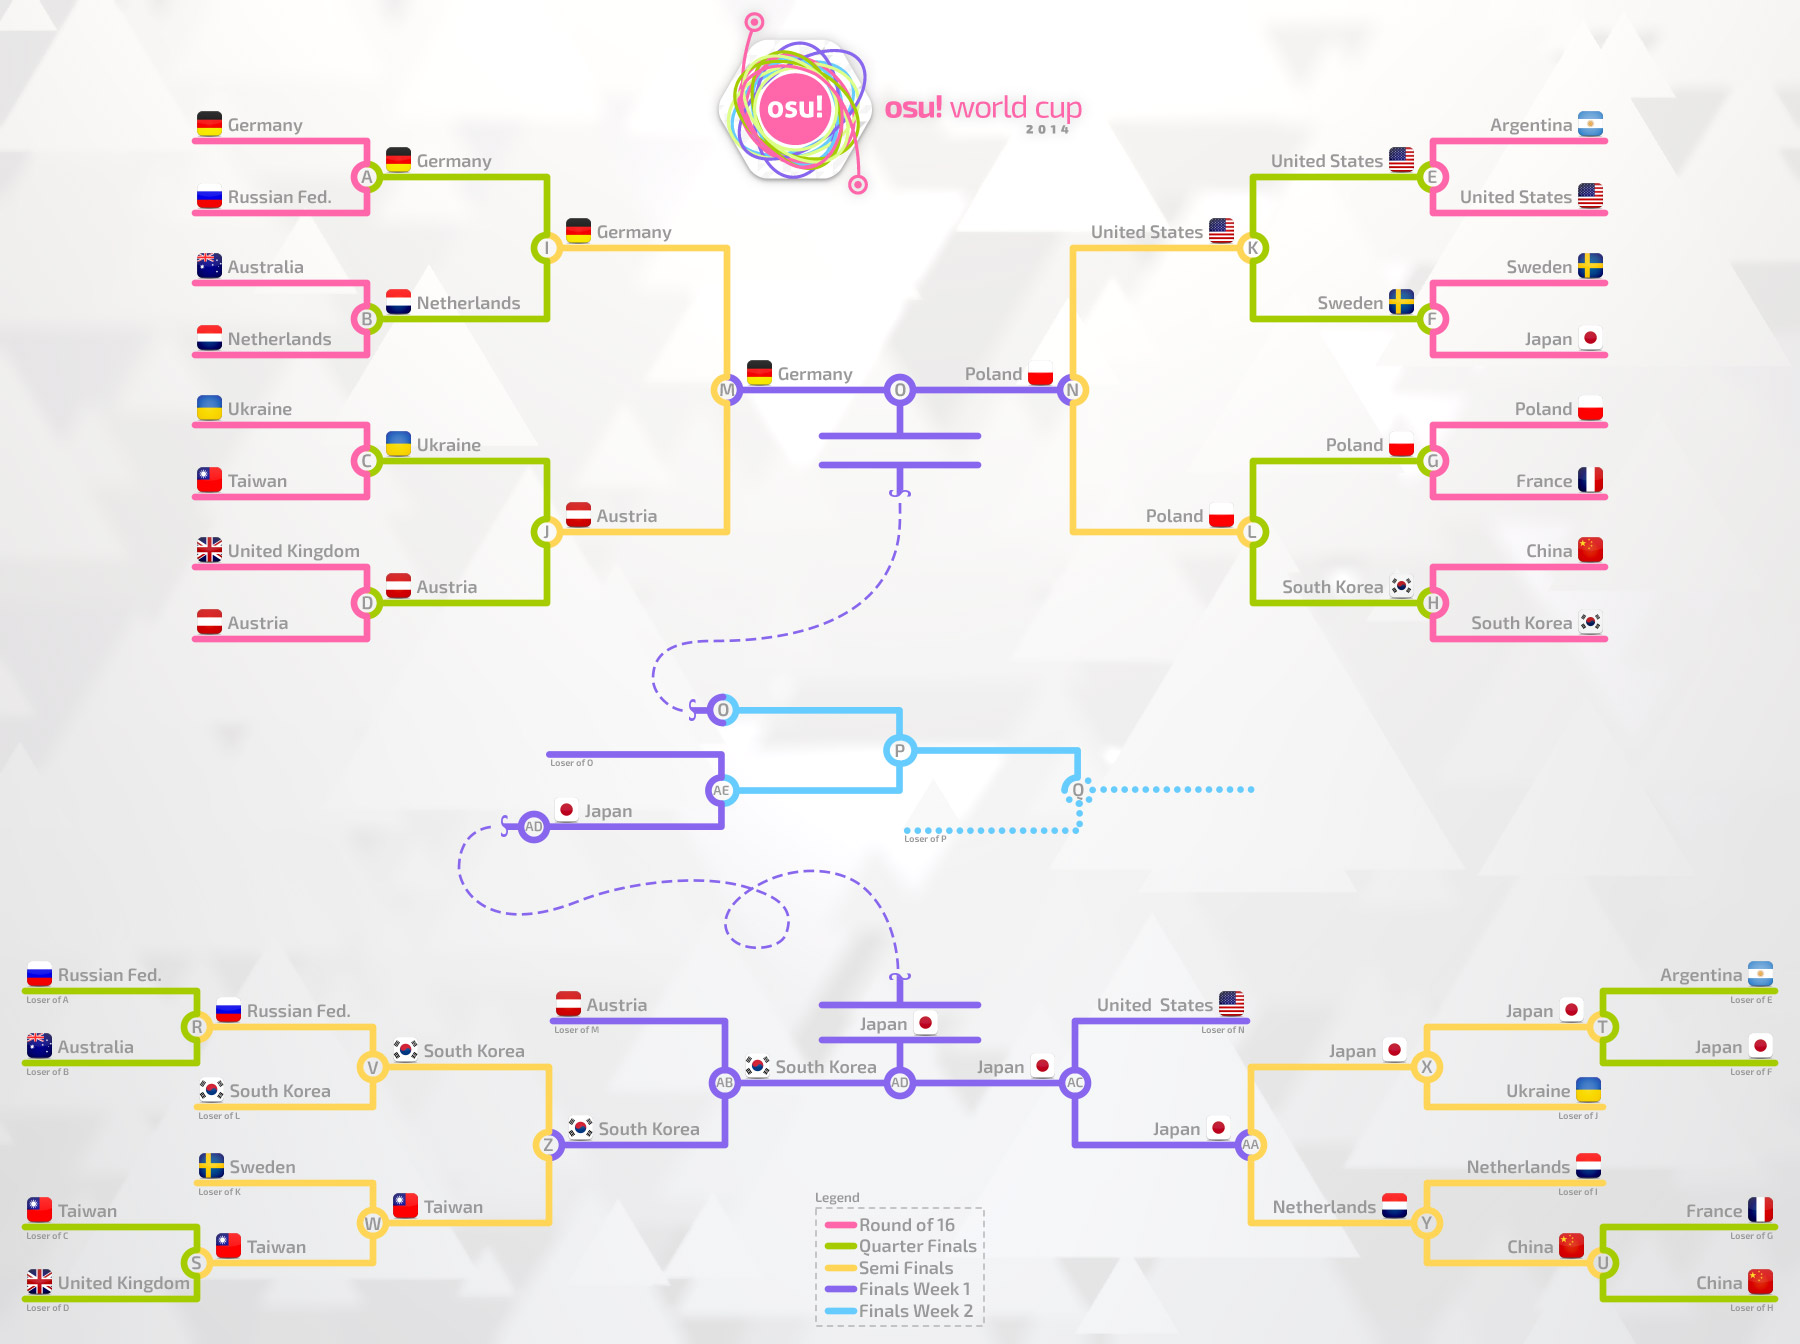 osu!
osu! world cup
2014
Germany
Russian Fed.
A
Germany
Australia
Netherlands
B
Netherlands
I
Germany
Ukraine
Taiwan
C
Ukraine
United Kingdom
Austria
D
Austria
J
Austria
M
Germany
O
Poland
N
United States
K
United States
E
Argentina
United States
Sweden
F
Sweden
Japan
Poland
L
Poland
G
Poland
France
South Korea
H
China
South Korea
O
P
Loser of O
AE
Q
AD
Japan
Loser of P
Russian Fed.
Loser of A
R
Russian Fed.
Australia
Loser of B
V
South Korea
South Korea
Loser of L
Sweden
Loser of K
Taiwan
Loser of C
W
Taiwan
S
Taiwan
United Kingdom
Loser of D
Z
South Korea
Austria
Loser of M
AB
South Korea
Japan
AD
Japan
AC
United States
Loser of N
Japan
AA
Japan
X
Japan
T
Argentina
Loser of E
Japan
Loser of F
Ukraine
Loser of J
Netherlands
Loser of I
Netherlands
Y
China
U
France
Loser of G
China
Loser of H
Legend
Round of 16
Quarter Finals
Semi Finals
Finals Week 1
Finals Week 2